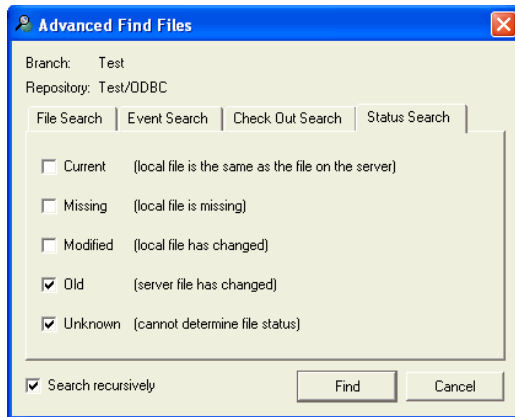 Advanced Find Files
Branch: Test
Repository: Test/ODBC
File Search Event Search Check Out Search Status Search
Current (local file is the same as the file on the server)
Missing (local file is missing)
Modified (local file has changed)
Old (server file has changed)
Unknown (cannot determine file status)
Search recursively Find Cancel